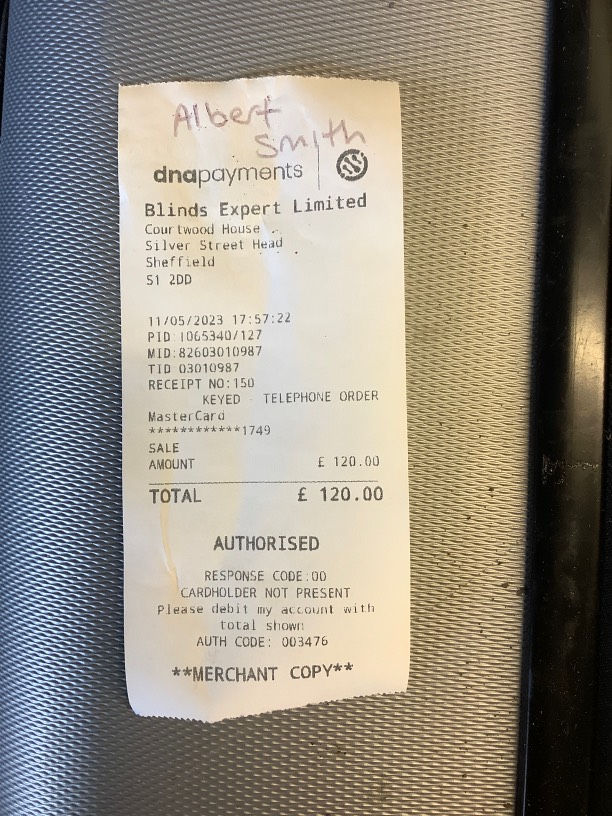 Albert
Smith
dnapayments
Blinds Expert Limited
Courtwood House
Silver Street Head
Sheffield
S1 2DD
11/05/2023 17:57:22
PID:1065340/127
MID:82603010987
TID 03010987
RECEIPT NO:150
KEYED - TELEPHONE ORDER
MasterCard
************1749
SALE
AMOUNT £ 120.00
TOTAL £ 120.00
AUTHORISED
RESPONSE CODE:00
CARDHOLDER NOT PRESENT
Please debit my account with
total shown
AUTH CODE: 003476
**MERCHANT COPY**